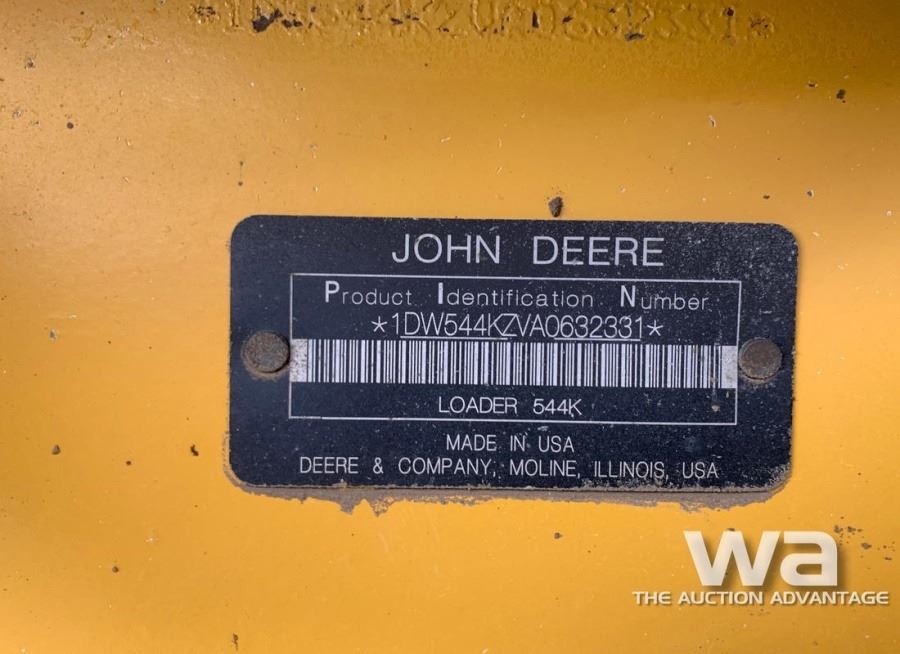 JOHN DEERE
Product Identification Number
*1DW544KZVA0632331*
LOADER 544K
MADE IN USA
DEERE & COMPANY, MOLINE, ILLINOIS, USA
wa
THE AUCTION ADVANTAGE